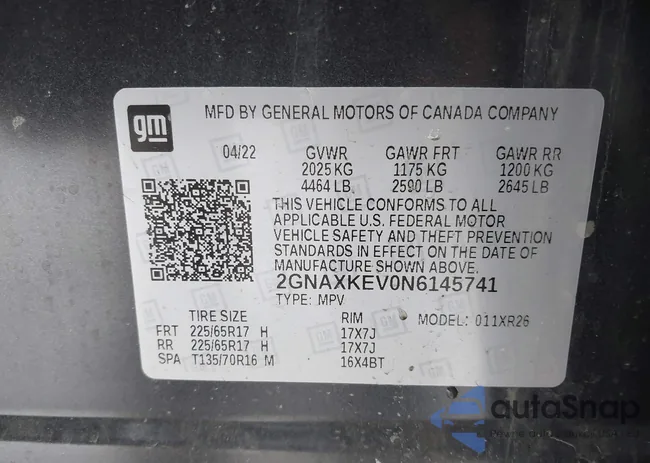 gm
MFD BY GENERAL MOTORS OF CANADA COMPANY
04/22 GVWR GAWR FRT GAWR RR
2025 KG 1175 KG 1200 KG
4464 LB 2590 LB 2645 LB
THIS VEHICLE CONFORMS TO ALL
APPLICABLE U.S. FEDERAL MOTOR
VEHICLE SAFETY AND THEFT PREVENTION
STANDARDS IN EFFECT ON THE DATE OF
MANUFACTURE SHOWN ABOVE.
2GNAXKEV0N6145741
TYPE: MPV
TIRE SIZE RIM MODEL: 011XR26
FRT 225/65R17 H 17X7J
RR 225/65R17 H 17X7J
SPA T135/70R16 M 16X4BT
autaSnap